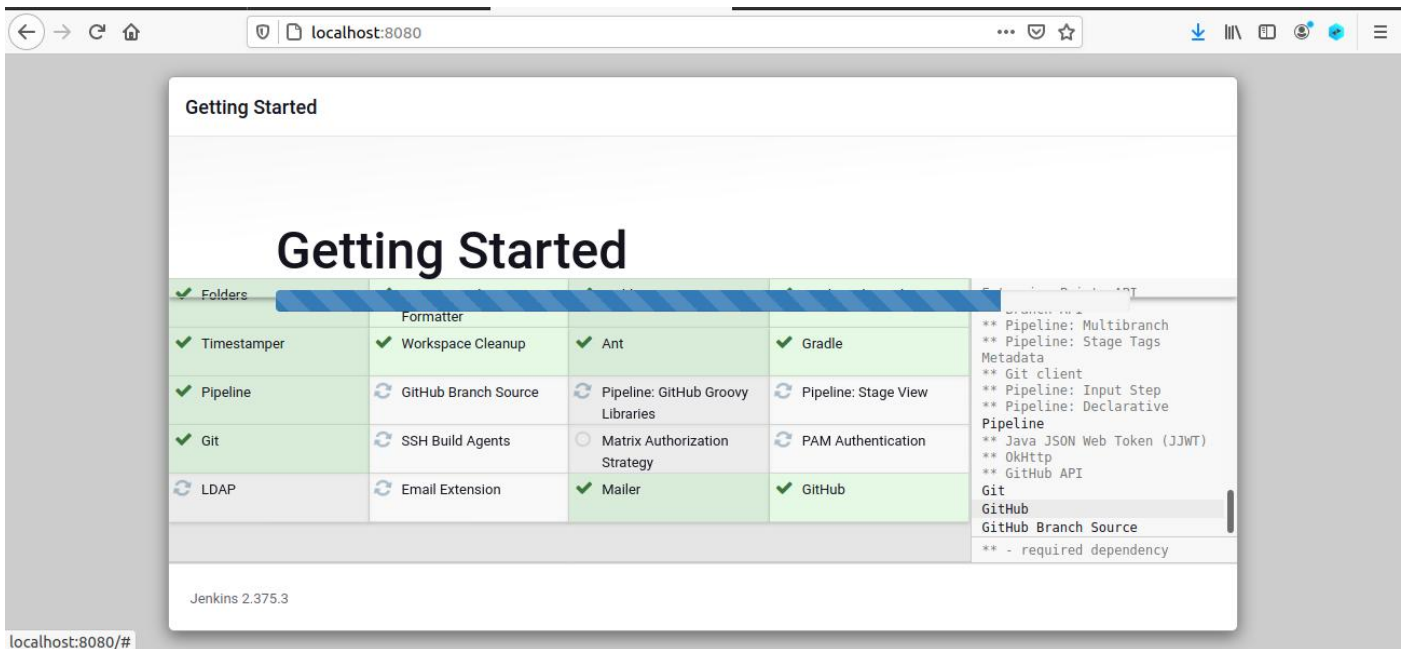 localhost:8080
Getting Started
Getting Started
Folders
Formatter
Timestamper
Workspace Cleanup
Ant
Gradle
Pipeline
GitHub Branch Source
Pipeline: GitHub Groovy
Libraries
Pipeline: Stage View
Git
SSH Build Agents
Matrix Authorization
Strategy
PAM Authentication
LDAP
Email Extension
Mailer
GitHub
** Pipeline: Multibranch
** Pipeline: Stage Tags
Metadata
** Git client
** Pipeline: Input Step
** Pipeline: Declarative
Pipeline
** Java JSON Web Token (JJWT)
** OkHttp
** GitHub API
Git
GitHub
GitHub Branch Source
** - required dependency
Jenkins 2.375.3
localhost:8080/#